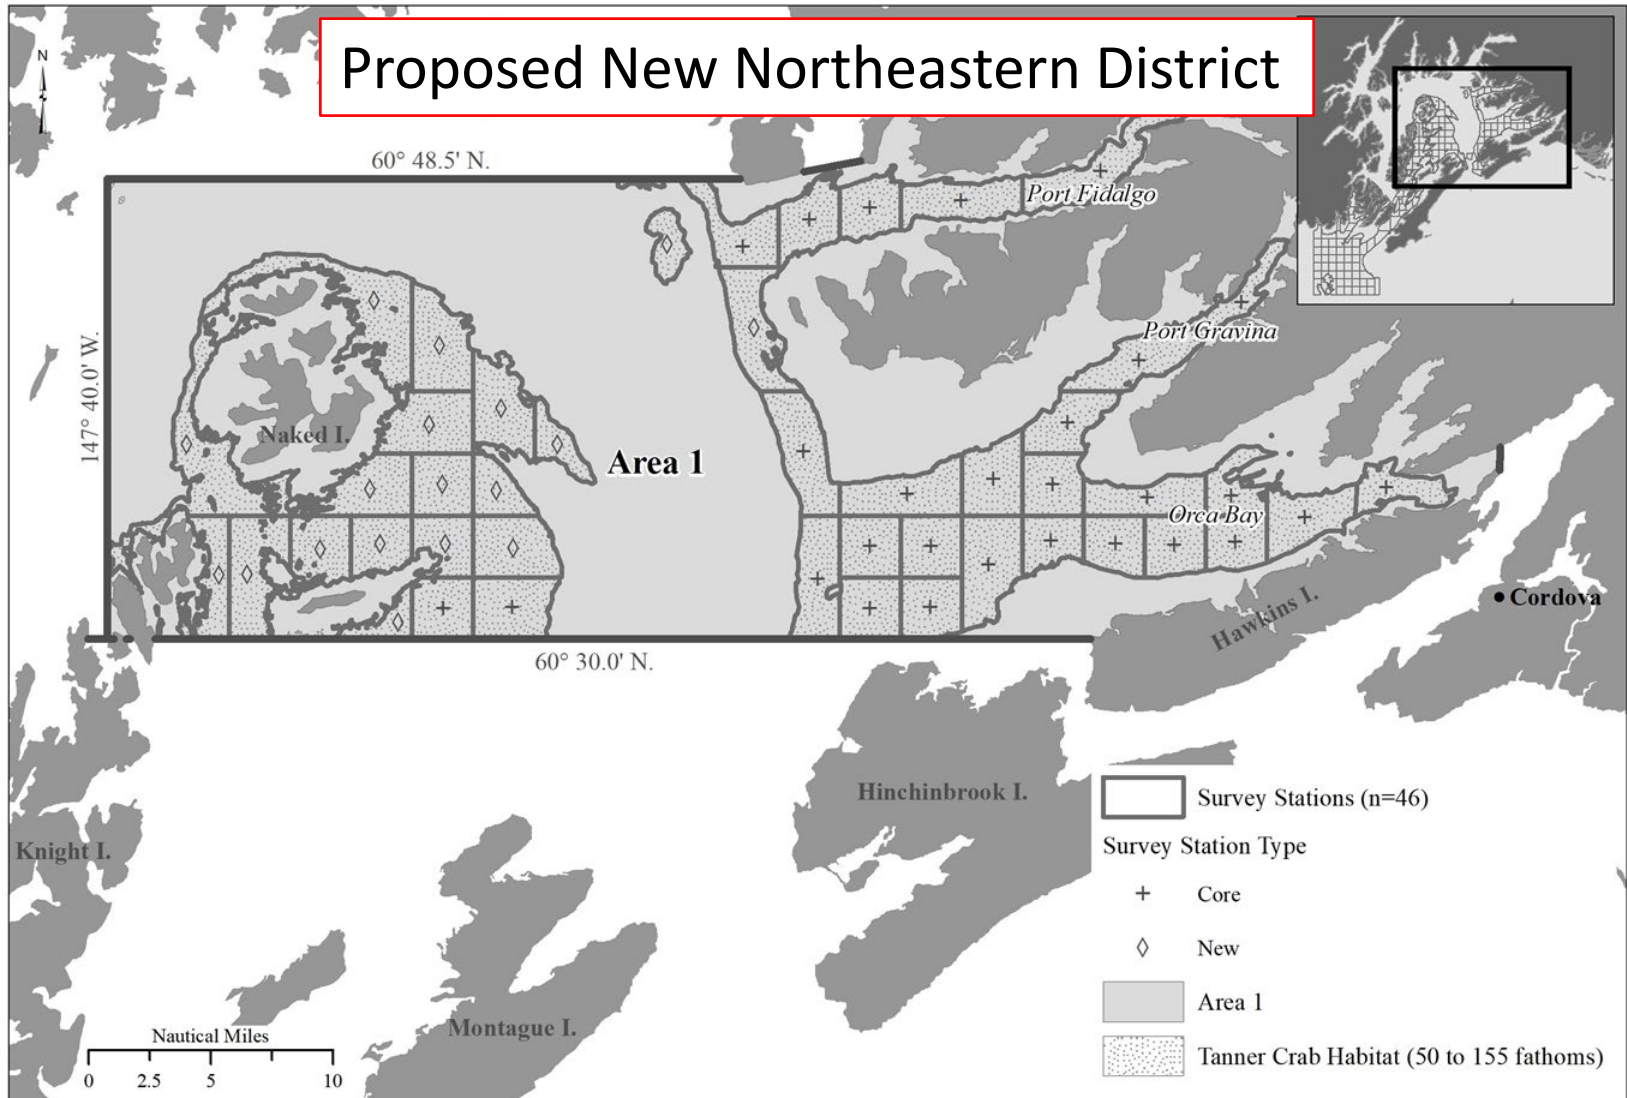 Proposed New Northeastern District
N
60° 48.5' N.
Port Fidalgo
Port Gravina
147° 40.0' W.
Naked I.
Area 1
Orca Bay
Cordova
Hawkins I.
60° 30.0' N.
Hinchinbrook I.
Knight I.
Montague I.
Survey Stations (n=46)
Survey Station Type
Core
New
Area 1
Tanner Crab Habitat (50 to 155 fathoms)
Nautical Miles
0 2.5 5 10